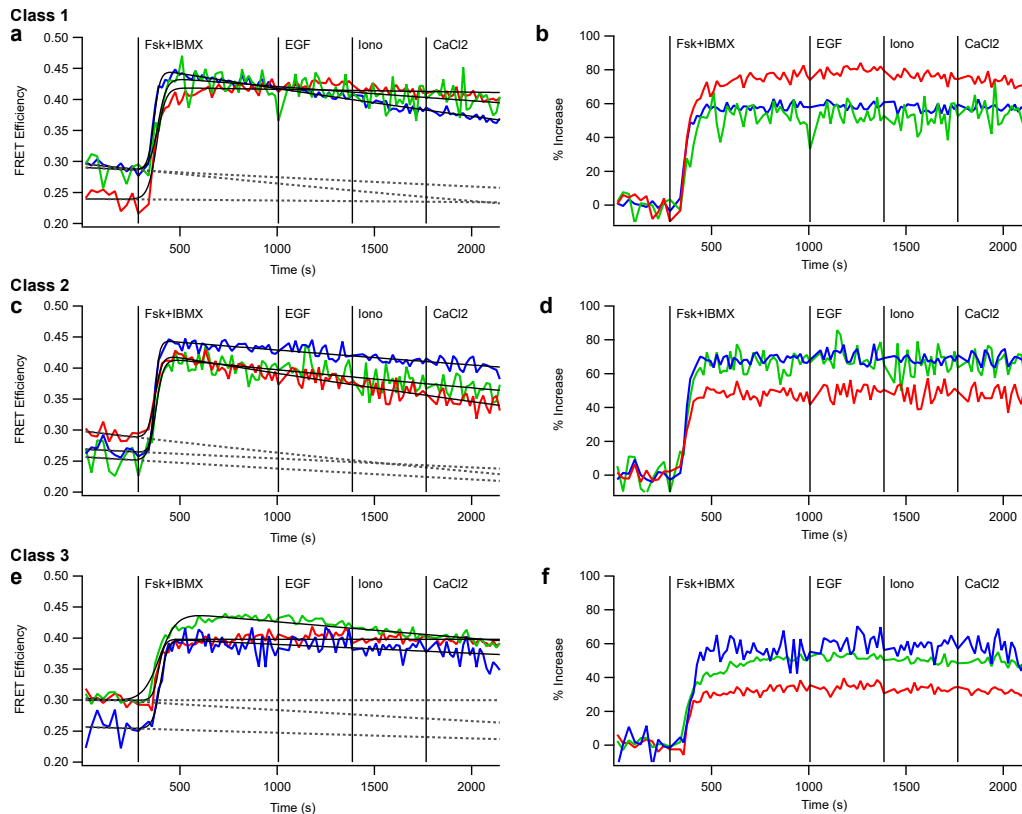 Class 1
a
b
Fsk+IBMX EGF Iono CaCl2
0.50
0.45
0.40
0.35
0.30
0.25
0.20
FRET Efficiency
500 1000 1500 2000
Time (s)
Fsk+IBMX EGF Iono CaCl2
100
80
60
40
20
0
% Increase
500 1000 1500 2000
Time (s)
Class 2
c
d
Fsk+IBMX EGF Iono CaCl2
0.50
0.45
0.40
0.35
0.30
0.25
0.20
FRET Efficiency
500 1000 1500 2000
Time (s)
Fsk+IBMX EGF Iono CaCl2
100
80
60
40
20
0
% Increase
500 1000 1500 2000
Time (s)
Class 3
e
f
Fsk+IBMX EGF Iono CaCl2
0.50
0.45
0.40
0.35
0.30
0.25
0.20
FRET Efficiency
500 1000 1500 2000
Time (s)
Fsk+IBMX EGF Iono CaCl2
100
80
60
40
20
0
% Increase
500 1000 1500 2000
Time (s)